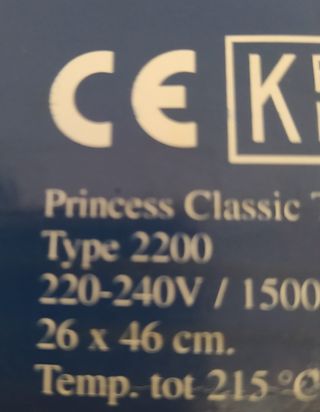 CE K
Princess Classic
Type 2200
220-240V / 1500
26 x 46 cm.
Temp. tot 215 °C